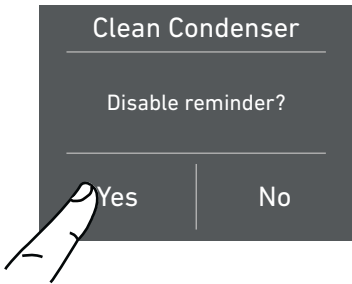 Clean Condenser
Disable reminder?
Yes
No